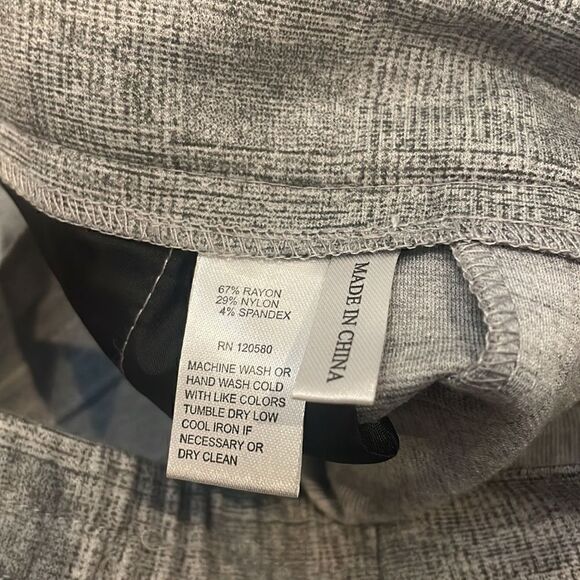 67% RAYON
29% NYLON
4% SPANDEX
RN 120580
MACHINE WASH OR
HAND WASH COLD
WITH LIKE COLORS
TUMBLE DRY LOW
COOL IRON IF
NECESSARY OR
DRY CLEAN
MADE IN CHINA